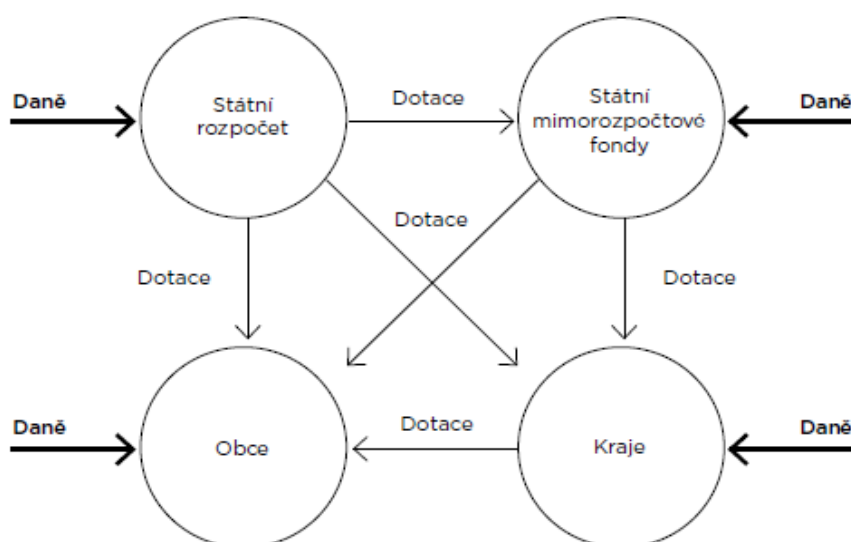 Daně
Státní
rozpočet
Dotace
Státní
mimorozpočtové
fondy
Daně
Dotace
Dotace
Dotace
Daně
Obce
Dotace
Kraje
Daně